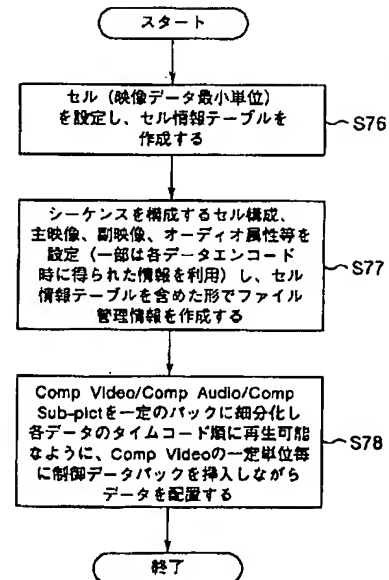 スタート
セル（映像データ最小単位）
を設定し、セル情報テーブルを
作成する
S76
シーケンスを構成するセル構成、
主映像、副映像、オーディオ属性等を
設定（一部は各データエンコード
時に得られた情報を利用）し、セル
情報テーブルを含めた形でファイル
管理情報を作成する
S77
Comp Video/Comp Audio/Comp
Sub-pictを一定のパックに細分化し
各データのタイムコード順に再生可能
なように、Comp Videoの一定単位毎
に制御データパックを挿入しながら
データを配置する
S78
終了